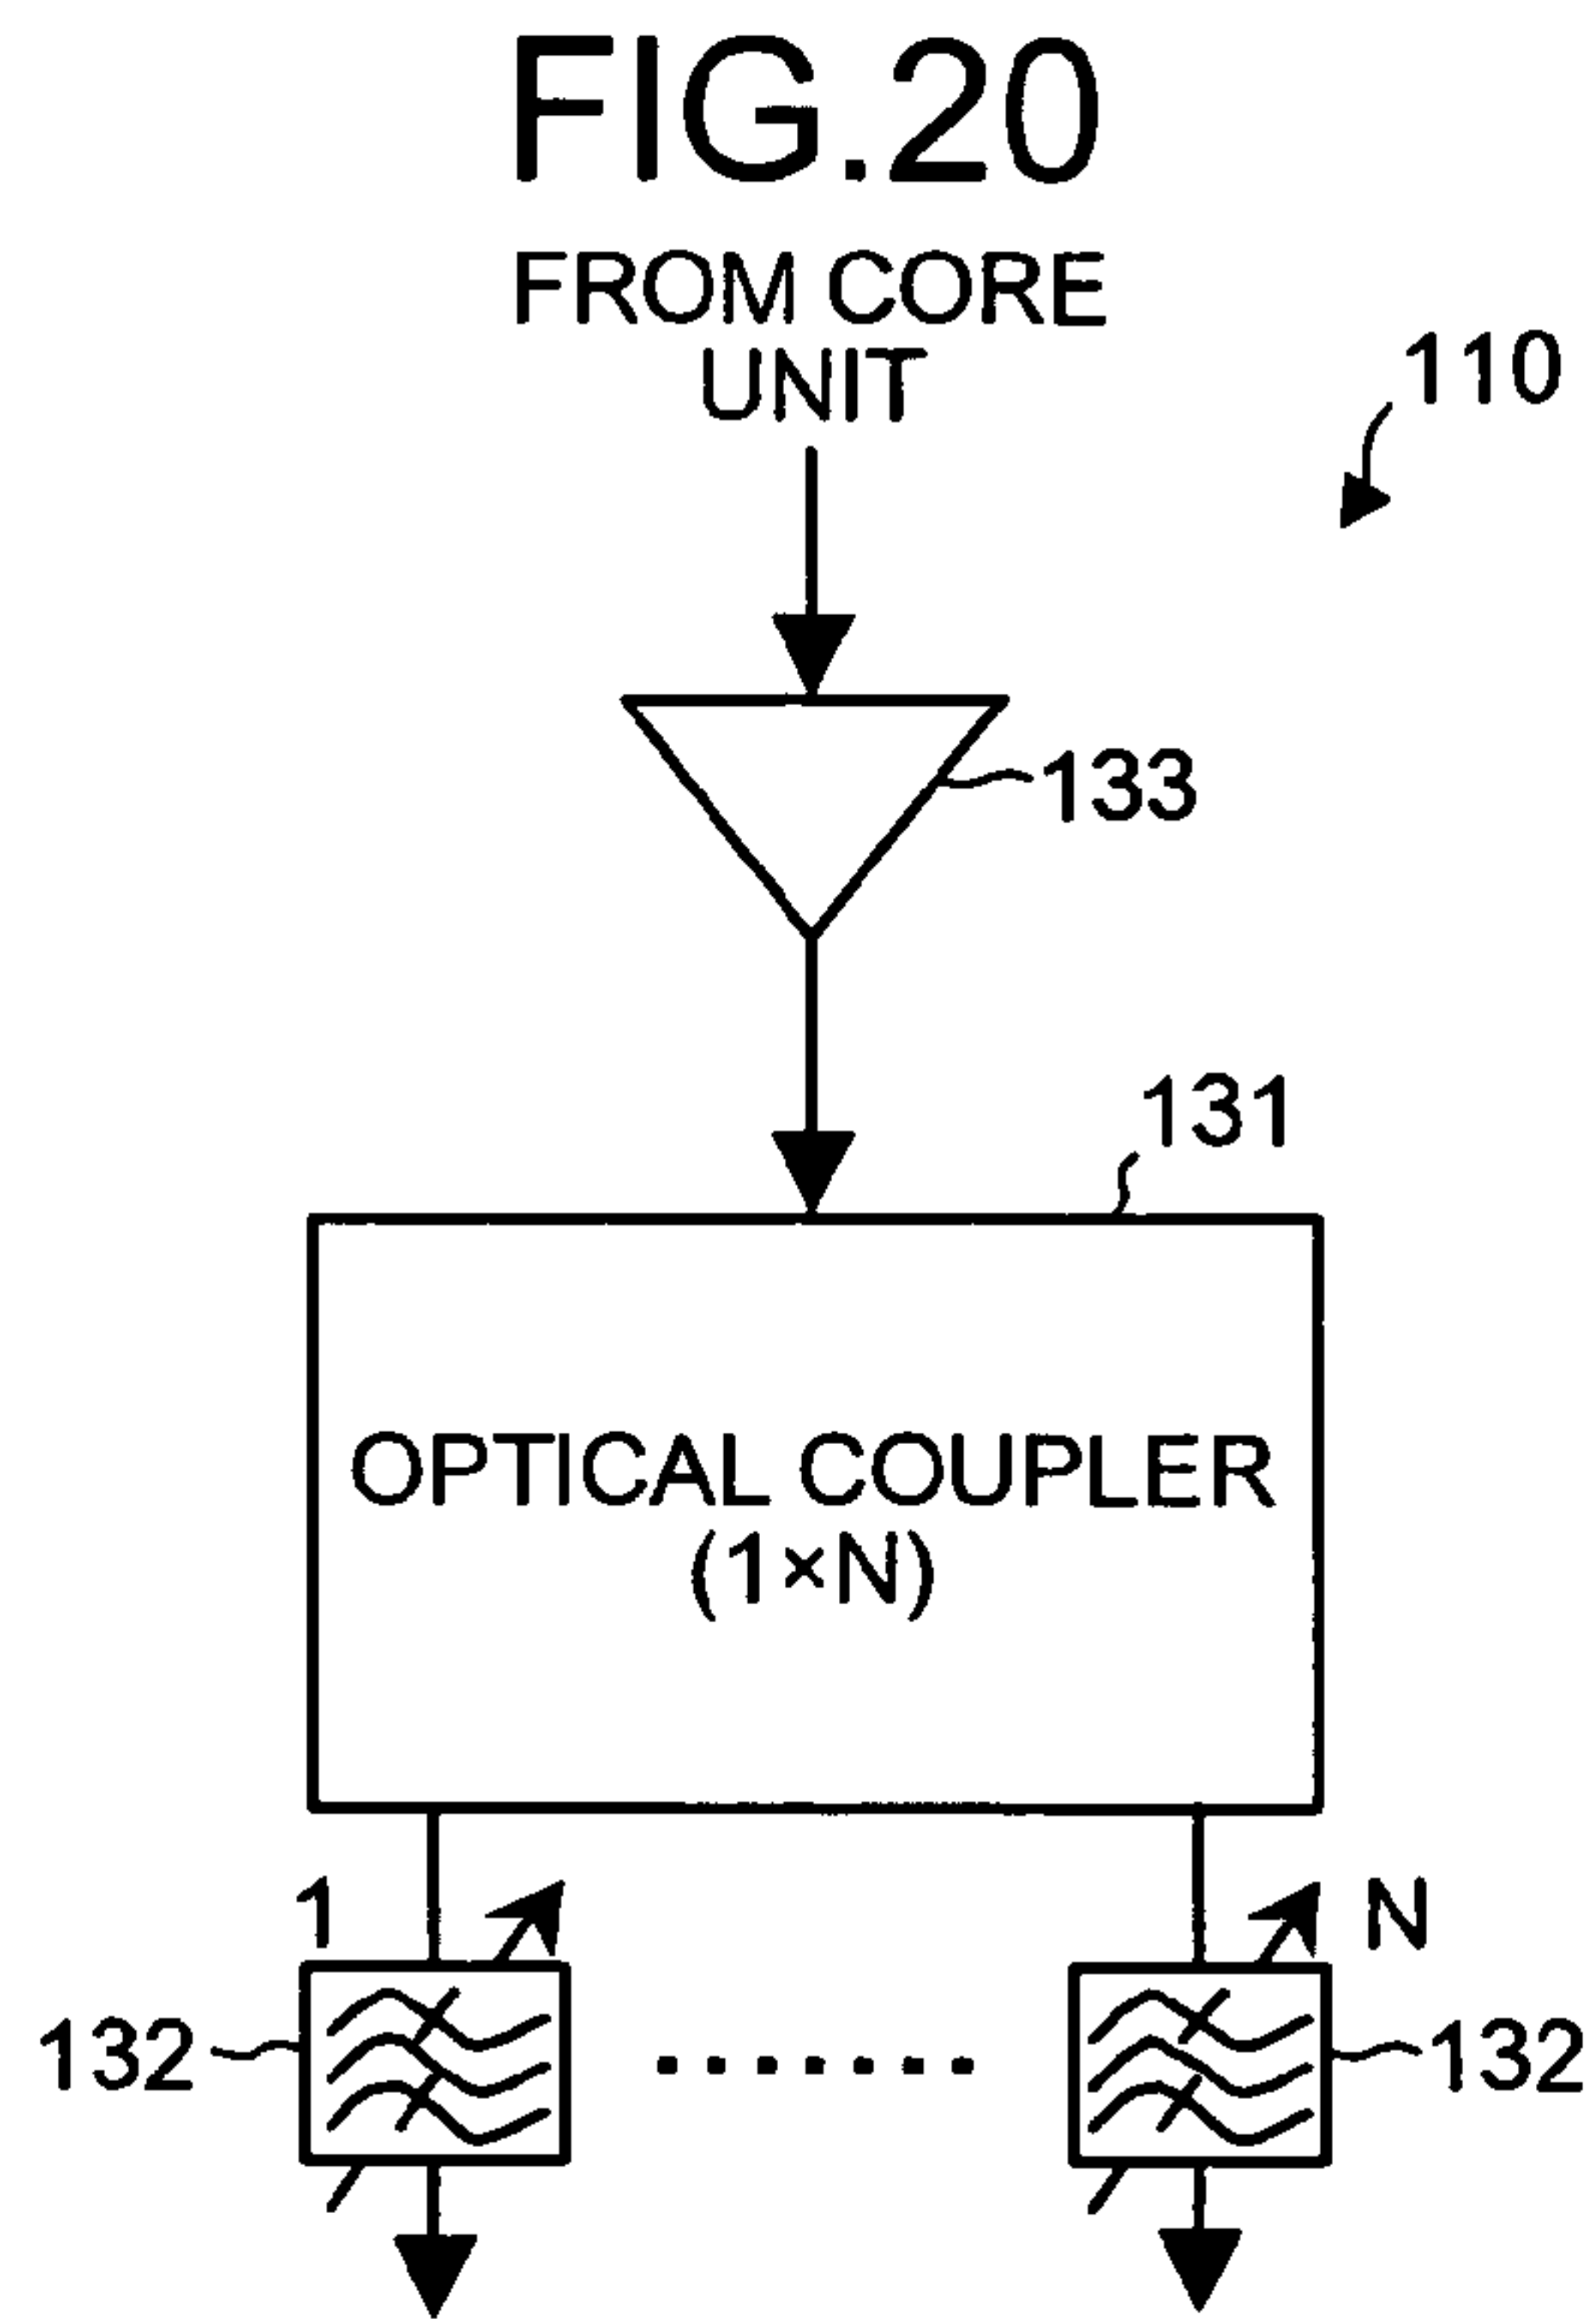 FIG.20
FROM CORE
UNIT
110
133
131
OPTICAL COUPLER
(1×N)
1
N
132
132